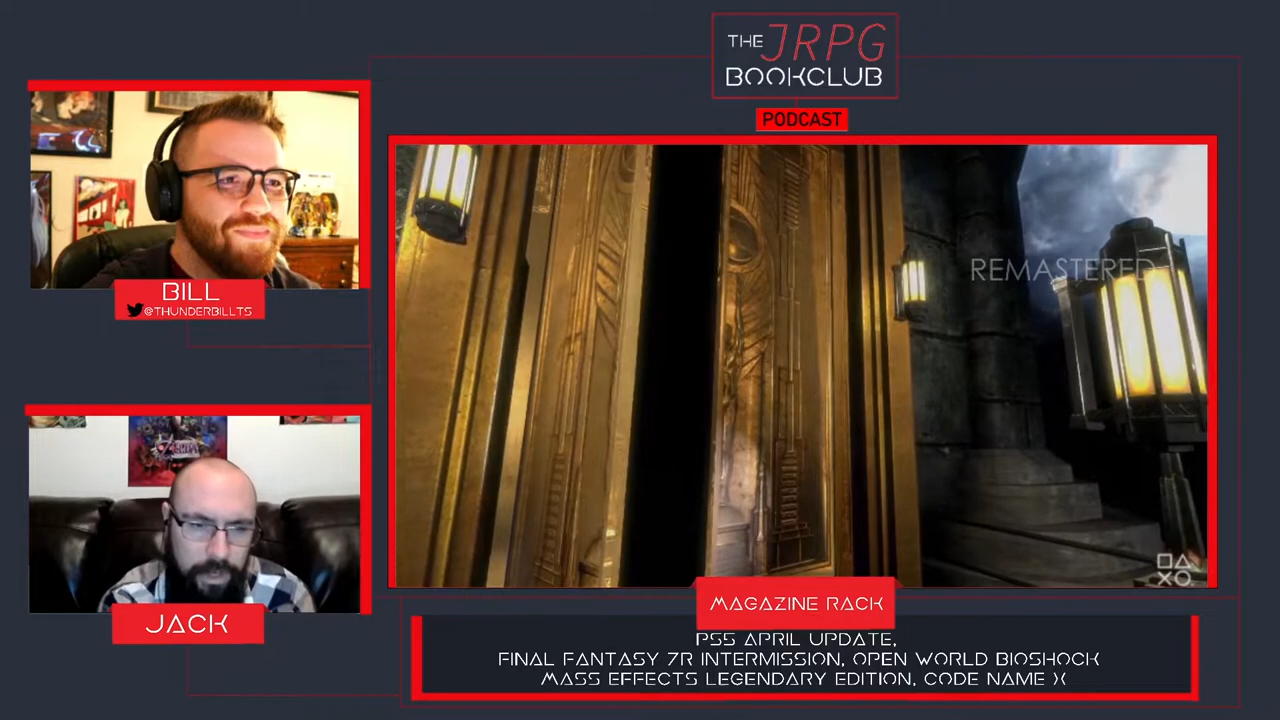 THE JRPG
BOOKCLUB
PODCAST
REMASTERED
BILL
@THUNDERBILLTS
JACK
MAGAZINE RACK
PS5 APRIL UPDATE,
FINAL FANTASY 7R INTERMISSION, OPEN WORLD BIOSHOCK
MASS EFFECTS LEGENDARY EDITION, CODE NAME X